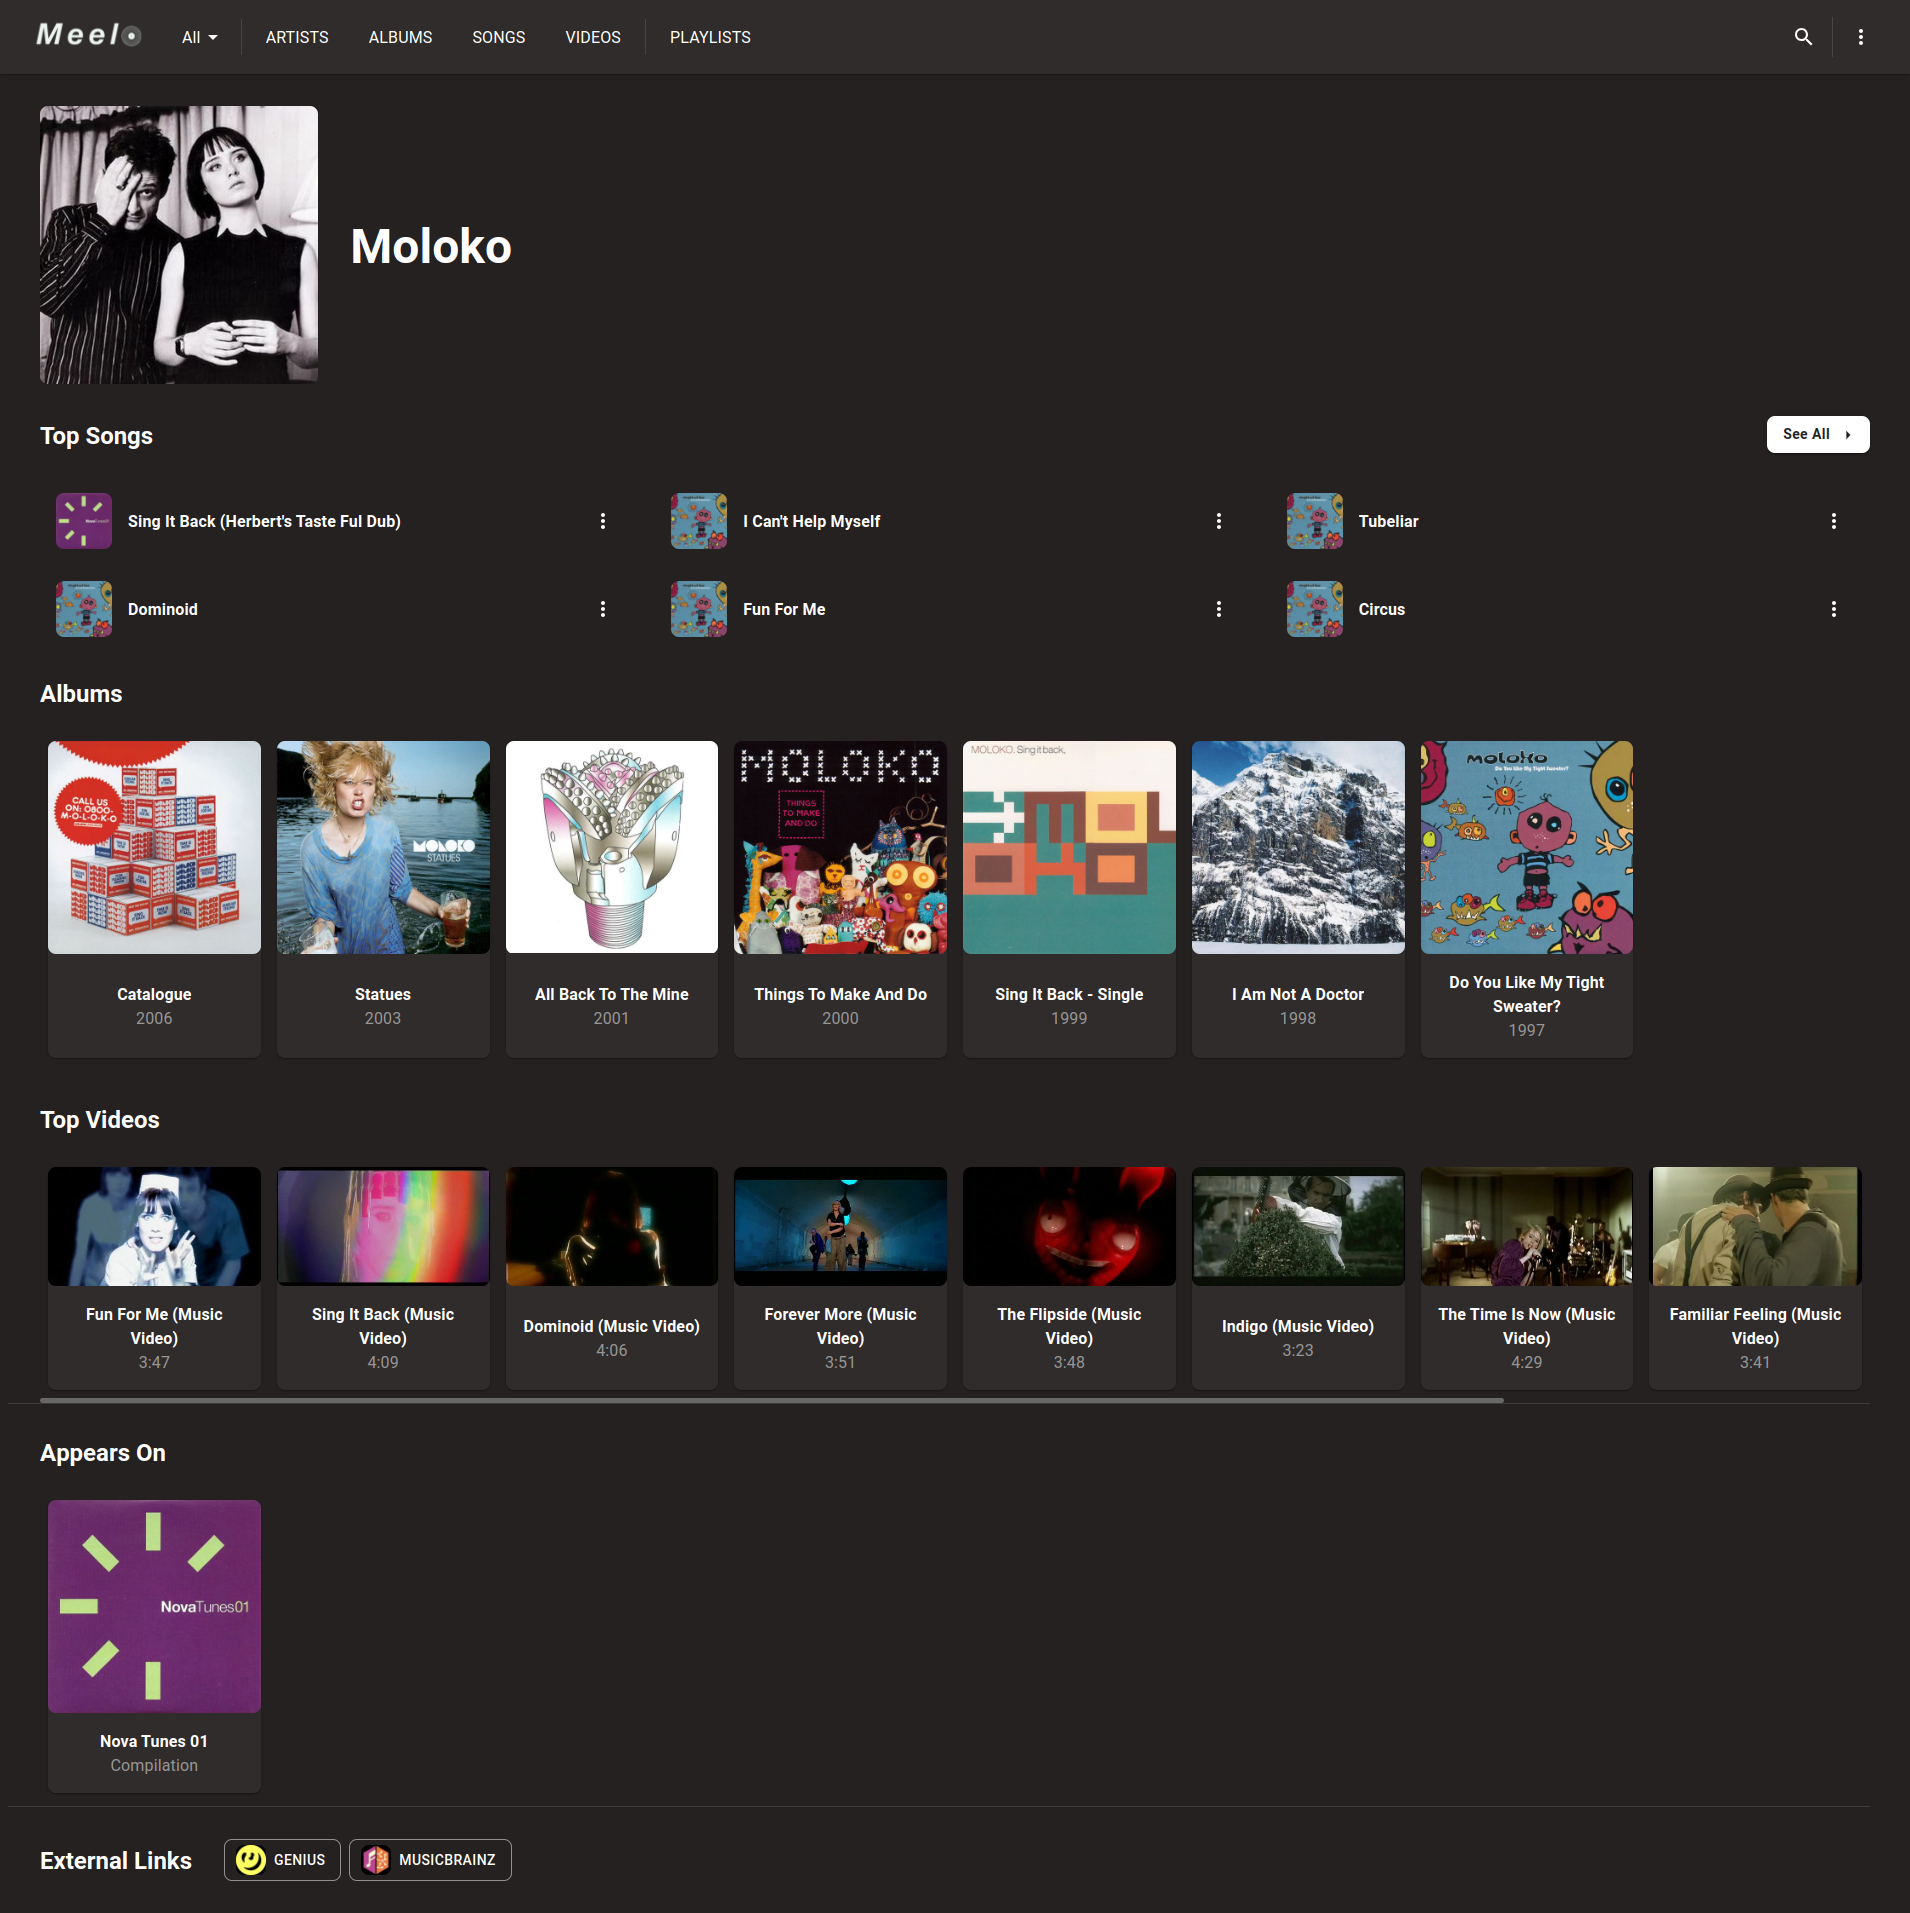 Meelo
All
ARTISTS
ALBUMS
SONGS
VIDEOS
PLAYLISTS
Moloko
Top Songs
See All
Sing It Back (Herbert's Taste Ful Dub)
I Can't Help Myself
Tubeliar
Dominoid
Fun For Me
Circus
Albums
CALL US
ON: 0800-
M-O-L-O-K-O
MOLOKO
STATUES
MOLOKO
THINGS
TO MAKE
AND DO
MOLOKO. Sing it back.
moloko
Do You Like My Tight Sweater?
Catalogue
2006
Statues
2003
All Back To The Mine
2001
Things To Make And Do
2000
Sing It Back - Single
1999
I Am Not A Doctor
1998
Do You Like My Tight
Sweater?
1997
Top Videos
Fun For Me (Music
Video)
3:47
Sing It Back (Music
Video)
4:09
Dominoid (Music Video)
4:06
Forever More (Music
Video)
3:51
The Flipside (Music
Video)
3:48
Indigo (Music Video)
3:23
The Time Is Now (Music
Video)
4:29
Familiar Feeling (Music
Video)
3:41
Appears On
NovaTunes01
Nova Tunes 01
Compilation
External Links
GENIUS
MUSICBRAINZ